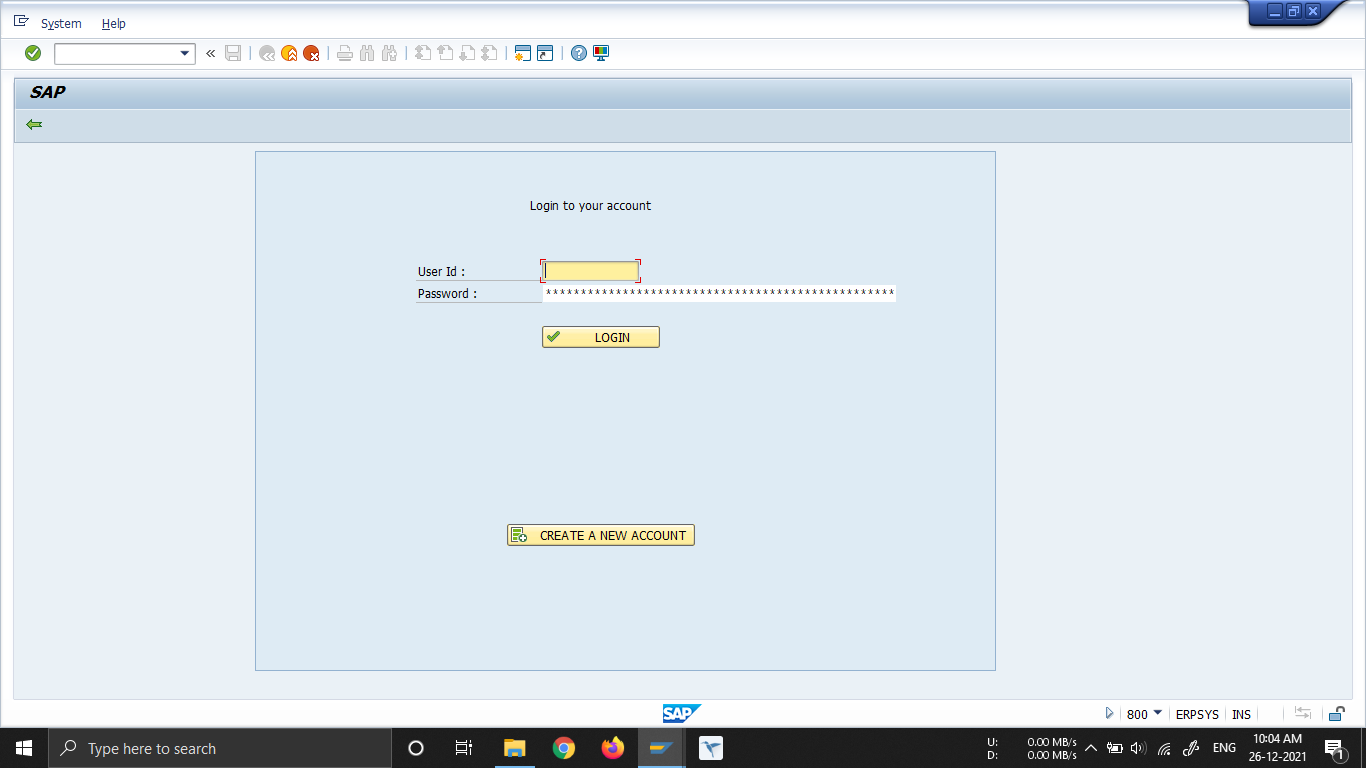 System Help
SAP
Login to your account
User Id :
Password : **************************************************
LOGIN
CREATE A NEW ACCOUNT
SAP
800 ERPSYS INS
Type here to search
U: 0.00 MB/s
D: 0.00 MB/s
ENG
10:04 AM
26-12-2021
1